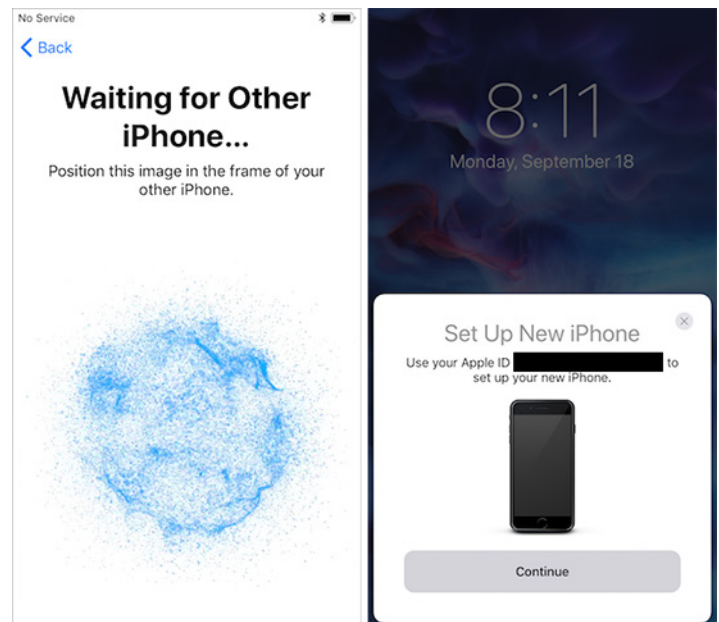 No Service
Back
Waiting for Other
iPhone...
Position this image in the frame of your
other iPhone.
8:11
Monday, September 18
Set Up New iPhone
Use your Apple ID to
set up your new iPhone.
Continue